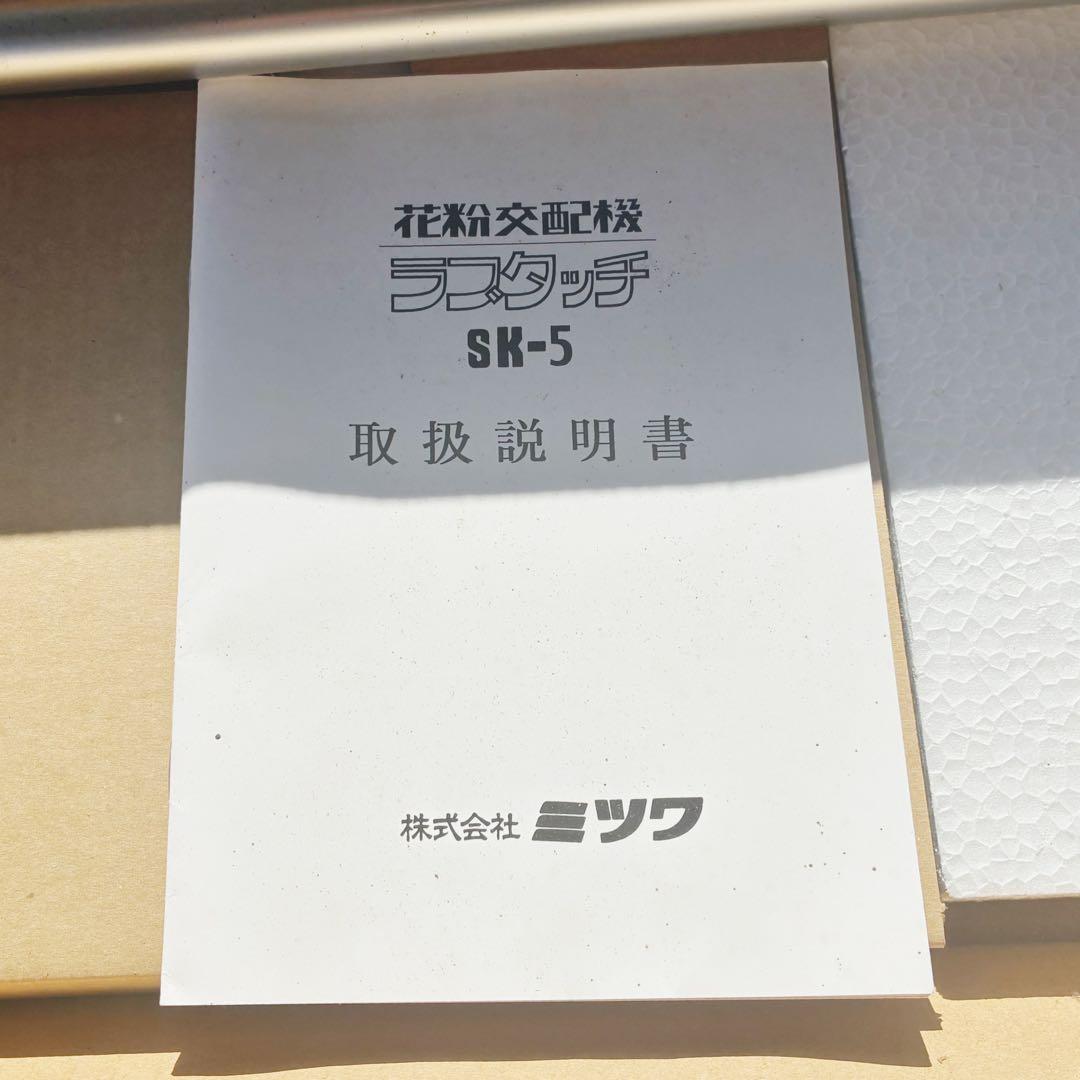 花粉交配機
ラブタッチ
SK-5
取扱説明書
株式会社 ミツワ